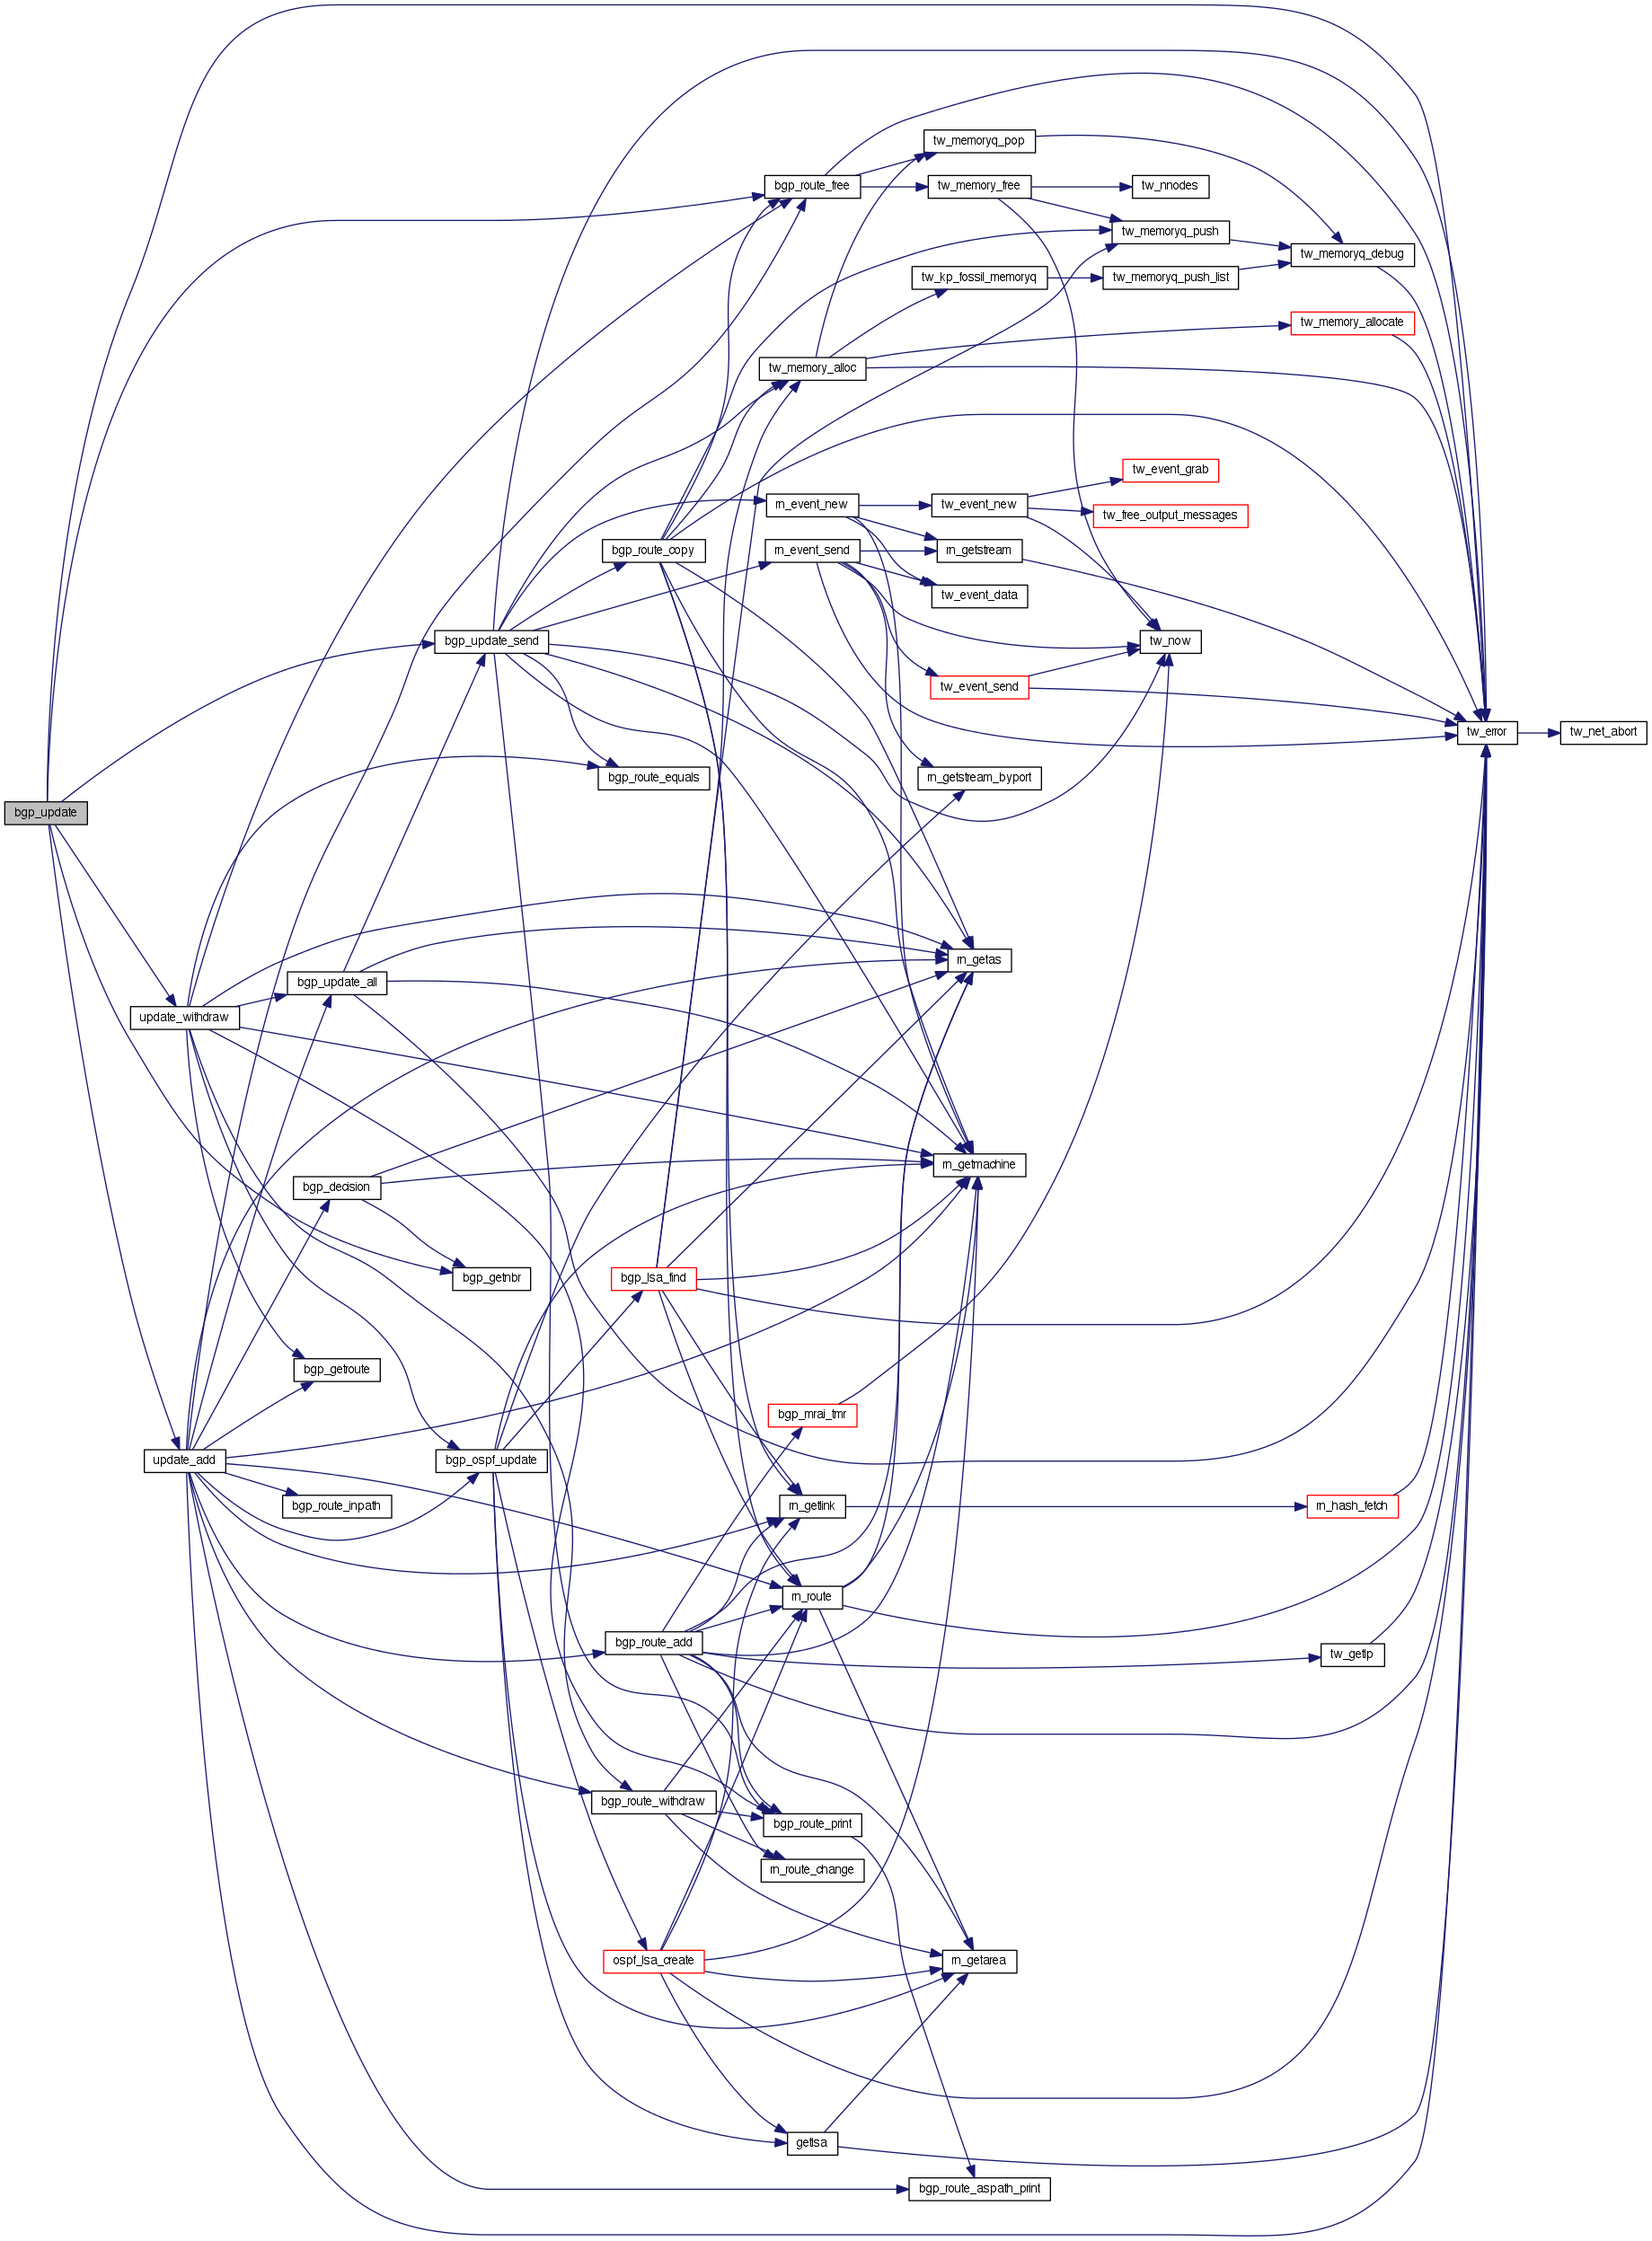 tw_memoryq_pop
bgp_route_free
tw_memory_free
tw_nnodes
tw_memoryq_push
tw_memoryq_debug
tw_kp_fossil_memoryq
tw_memoryq_push_list
tw_memory_allocate
tw_memory_alloc
tw_event_grab
rn_event_new
tw_event_new
tw_free_output_messages
bgp_route_copy
rn_event_send
rn_getstream
tw_event_data
bgp_update_send
tw_now
tw_event_send
tw_error
tw_net_abort
bgp_route_equals
rn_getstream_byport
bgp_update
rn_getas
bgp_update_all
update_withdraw
rn_getmachine
bgp_decision
bgp_getnbr
bgp_lsa_find
bgp_getroute
bgp_mrai_tmr
update_add
bgp_ospf_update
bgp_route_inpath
rn_getlink
rn_hash_fetch
rn_route
bgp_route_add
tw_getlp
bgp_route_withdraw
bgp_route_print
rn_route_change
ospf_lsa_create
rn_getarea
getlsa
bgp_route_aspath_print